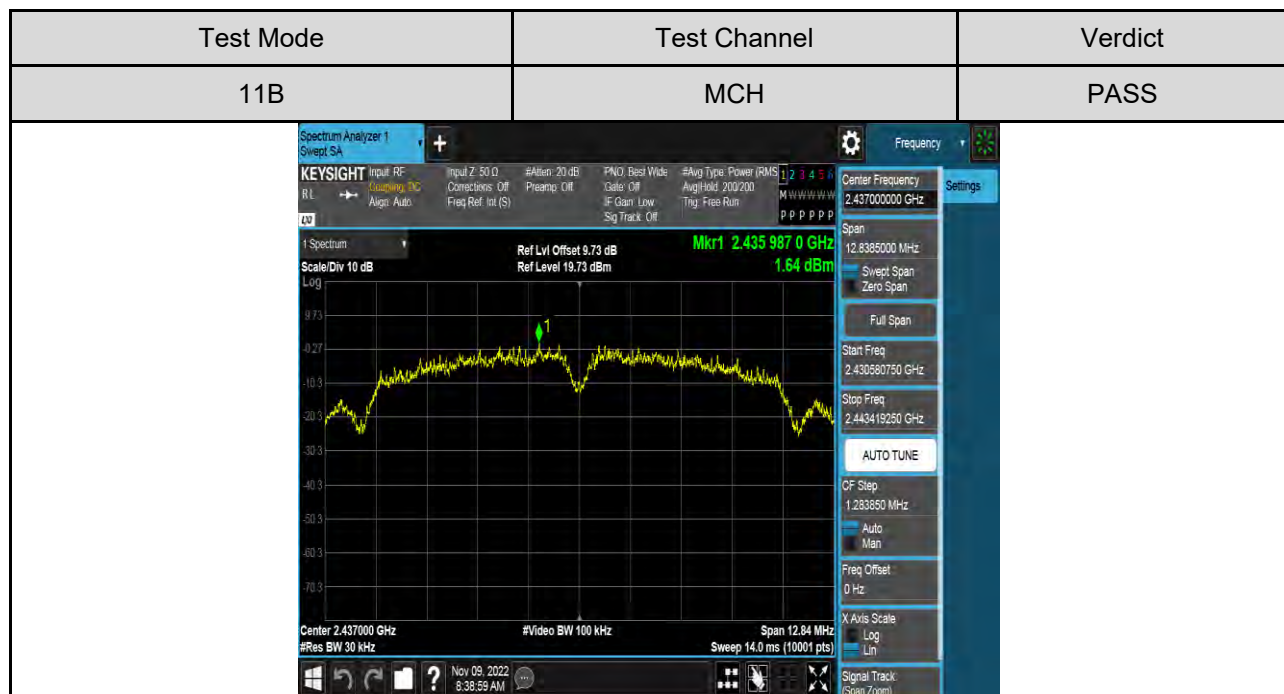 Test Mode Test Channel Verdict
11B MCH PASS
Spectrum Analyzer 1
Swept SA
+
Frequency
KEYSIGHT Input: RF Input Z: 50 Ω #Atten: 20 dB PNO: Best Wide #Avg Type: Power (RMS 1 2 3 4 5 6
RL Coupling: DC Corrections: Off Preamp: Off Gate: Off Avg|Hold: 200/200 M W W W W W
Align: Auto Freq Ref: Int (S) IF Gain: Low Trig: Free Run
Sig Track: Off P P P P P P
LXI
1 Spectrum
Scale/Div 10 dB
Ref Lvl Offset 9.73 dB
Ref Level 19.73 dBm
Mkr1 2.435 987 0 GHz
1.64 dBm
Log
9.73
-0.27
-10.3
-20.3
-30.3
-40.3
-50.3
-60.3
-70.3
1
Center 2.437000 GHz #Video BW 100 kHz Span 12.84 MHz
#Res BW 30 kHz Sweep 14.0 ms (10001 pts)
Nov 09, 2022
8:38:59 AM
?
Center Frequency
2.437000000 GHz
Settings
Span
12.8385000 MHz
Swept Span
Zero Span
Full Span
Start Freq
2.430580750 GHz
Stop Freq
2.443419250 GHz
AUTO TUNE
CF Step
1.283850 MHz
Auto
Man
Freq Offset
0 Hz
X Axis Scale
Log
Lin
Signal Track
(Span Zoom)